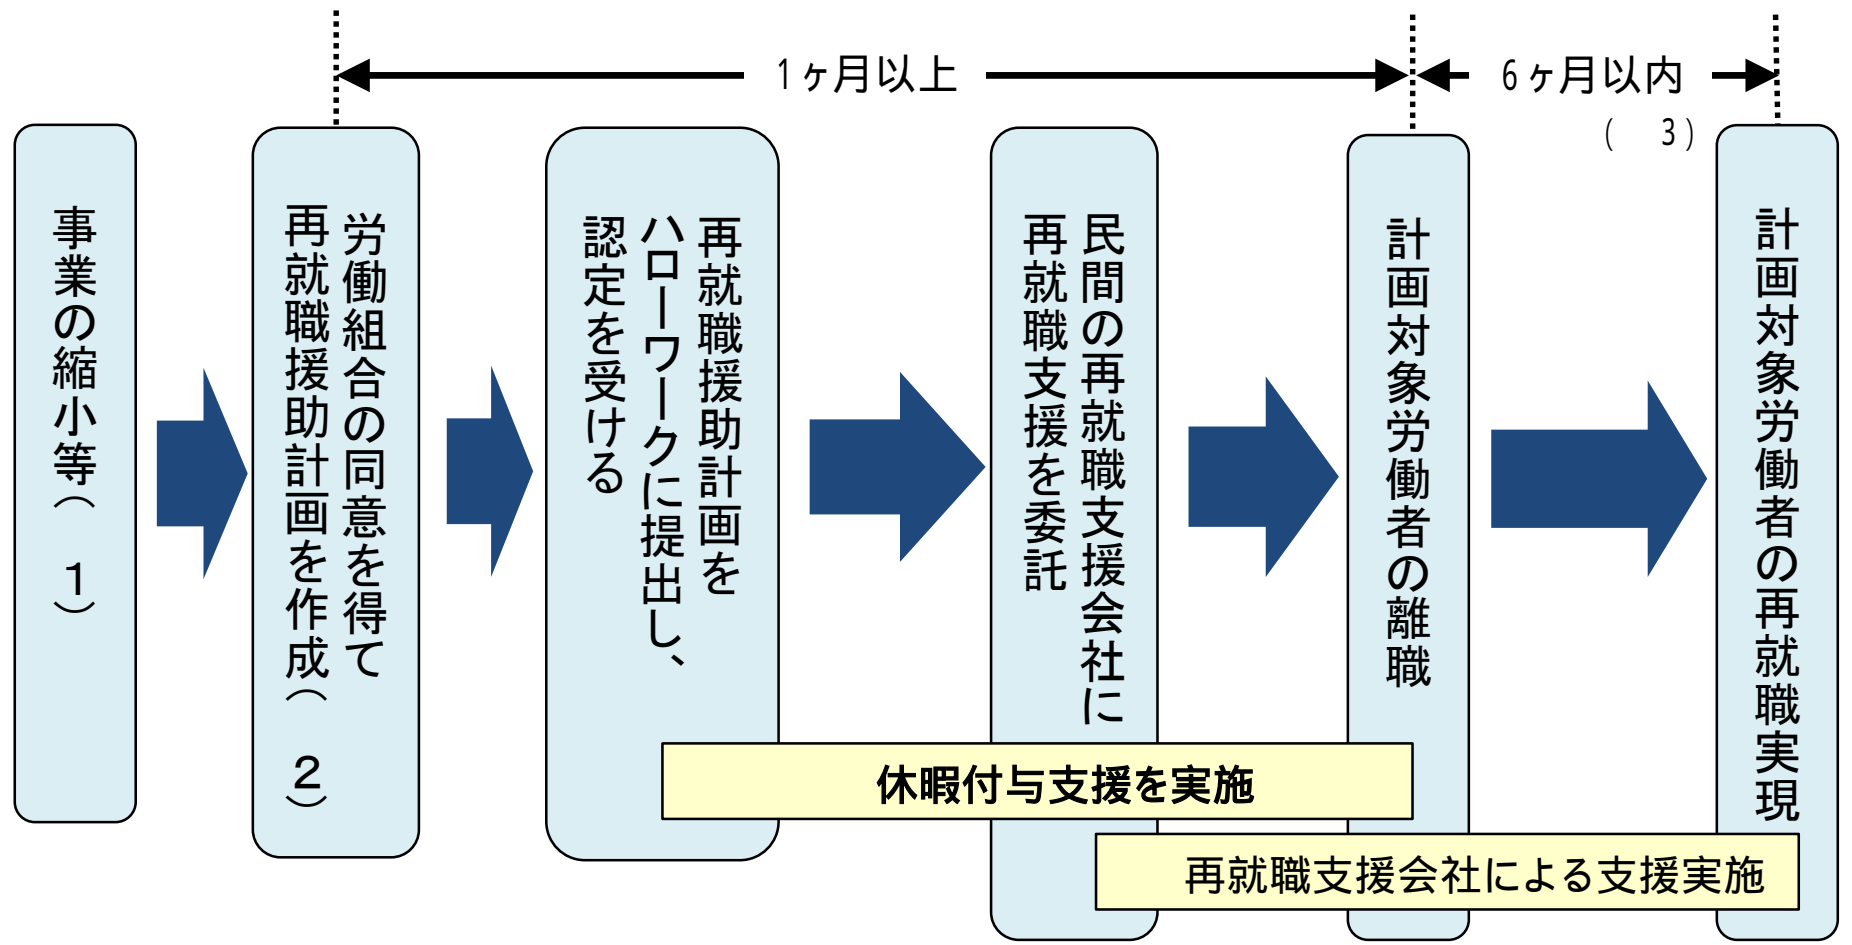 1ヶ月以上
6ヶ月以内
( 3)
事業の縮小等( 1)
労働組合の同意を得て
再就職援助計画を作成( 2)
再就職援助計画を
ハローワークに提出し、
認定を受ける
民間の再就職支援会社に
再就職支援を委託
計画対象労働者の離職
計画対象労働者の再就職実現
休暇付与支援を実施
再就職支援会社による支援実施